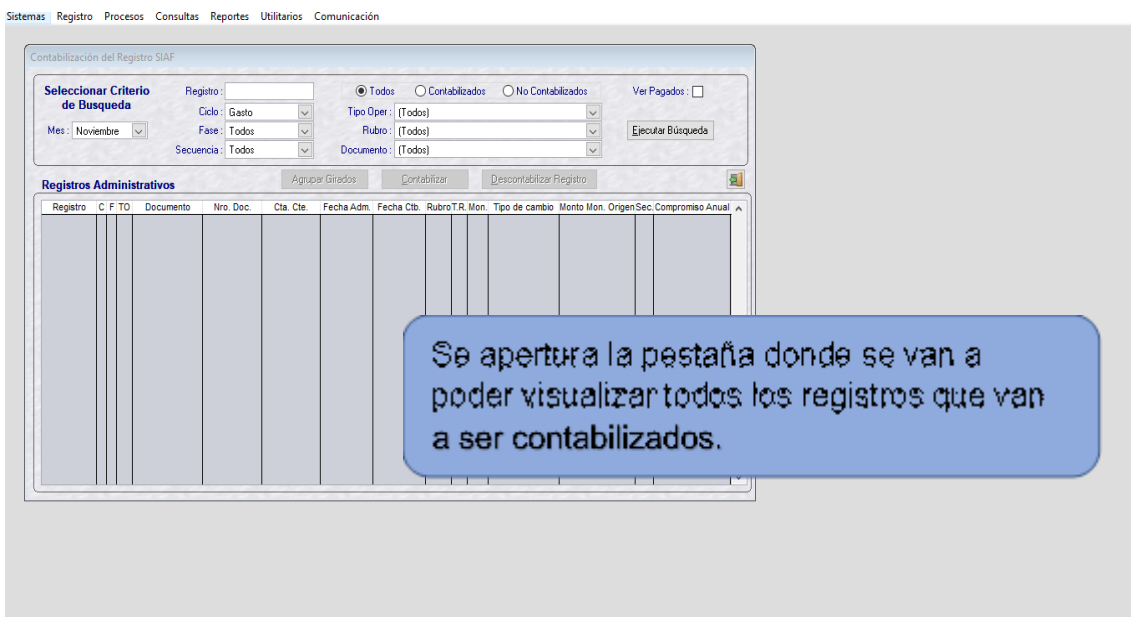 Sistemas Registro Procesos Consultas Reportes Utilitarios Comunicación
Contabilización del Registro SIAF
Seleccionar Criterio
de Busqueda
Mes : Noviembre
Registro :
Ciclo : Gasto
Fase : Todos
Secuencia : Todos
Todos Contabilizados No Contabilizados
Tipo Oper : (Todos)
Rubro : (Todos)
Documento : (Todos)
Ver Pagados :
Ejecutar Búsqueda
Registros Administrativos
Agrupar Girados Contabilizar Descontabilizar Registro
Registro C F TO Documento Nro. Doc. Cta. Cte. Fecha Adm. Fecha Ctb. Rubro T.R. Mon. Tipo de cambio Monto Mon. Origen Sec. Compromiso Anual
Se apertura la pestaña donde se van a
poder visualizar todos los registros que van
a ser contabilizados.